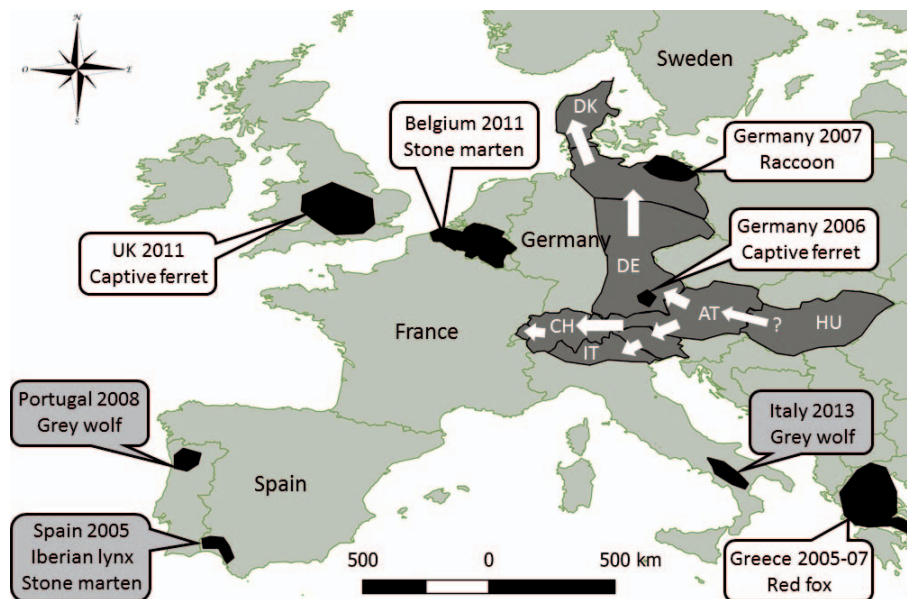 N
O
E
S
Sweden
DK
Belgium 2011
Stone marten
Germany 2007
Raccoon
UK 2011
Captive ferret
Germany
Germany 2006
Captive ferret
DE
France
CH
IT
AT
?
HU
Portugal 2008
Grey wolf
Italy 2013
Grey wolf
Spain
Spain 2005
Iberian lynx
Stone marten
500
0
500 km
Greece 2005-07
Red fox